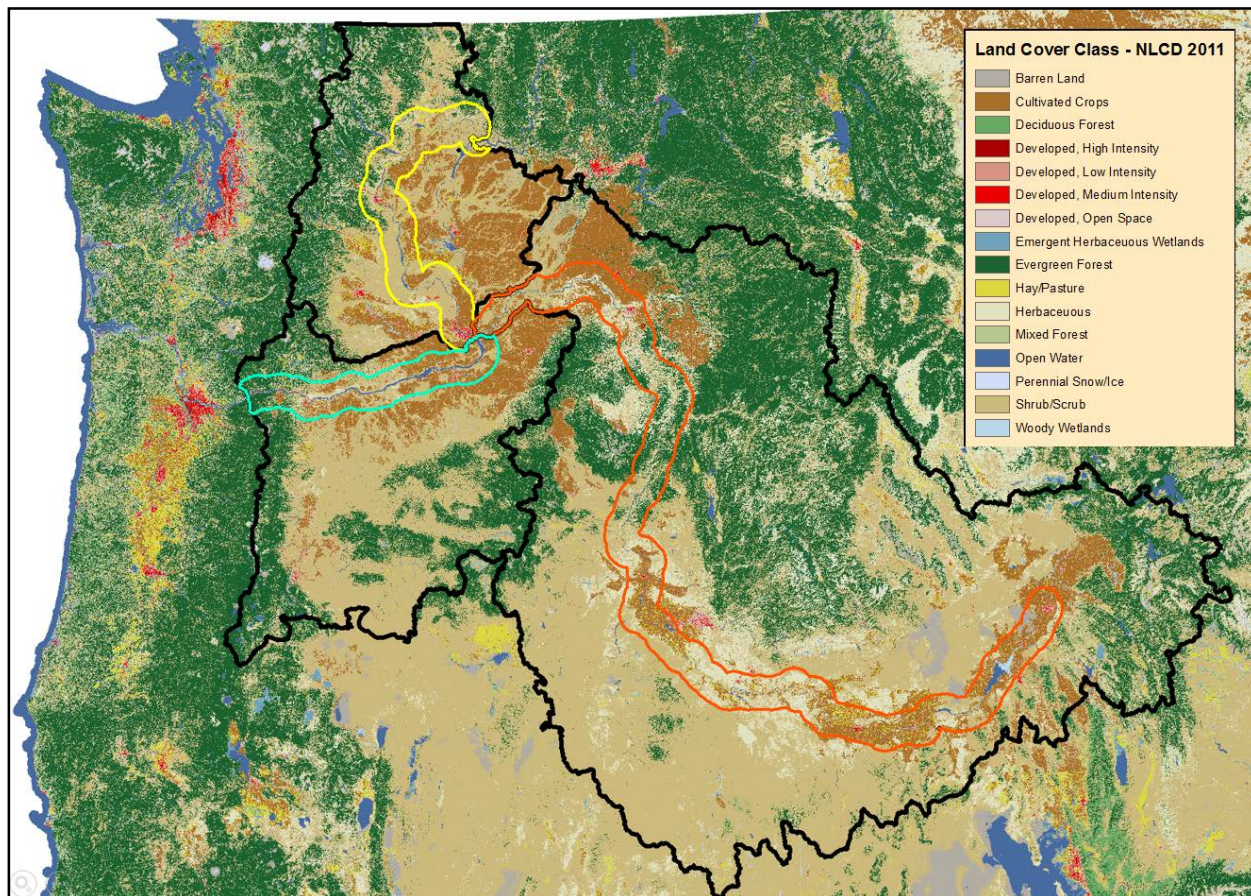 Land Cover Class - NLCD 2011
Barren Land
Cultivated Crops
Deciduous Forest
Developed, High Intensity
Developed, Low Intensity
Developed, Medium Intensity
Developed, Open Space
Emergent Herbaceuous Wetlands
Evergreen Forest
Hay/Pasture
Herbaceous
Mixed Forest
Open Water
Perennial Snow/Ice
Shrub/Scrub
Woody Wetlands